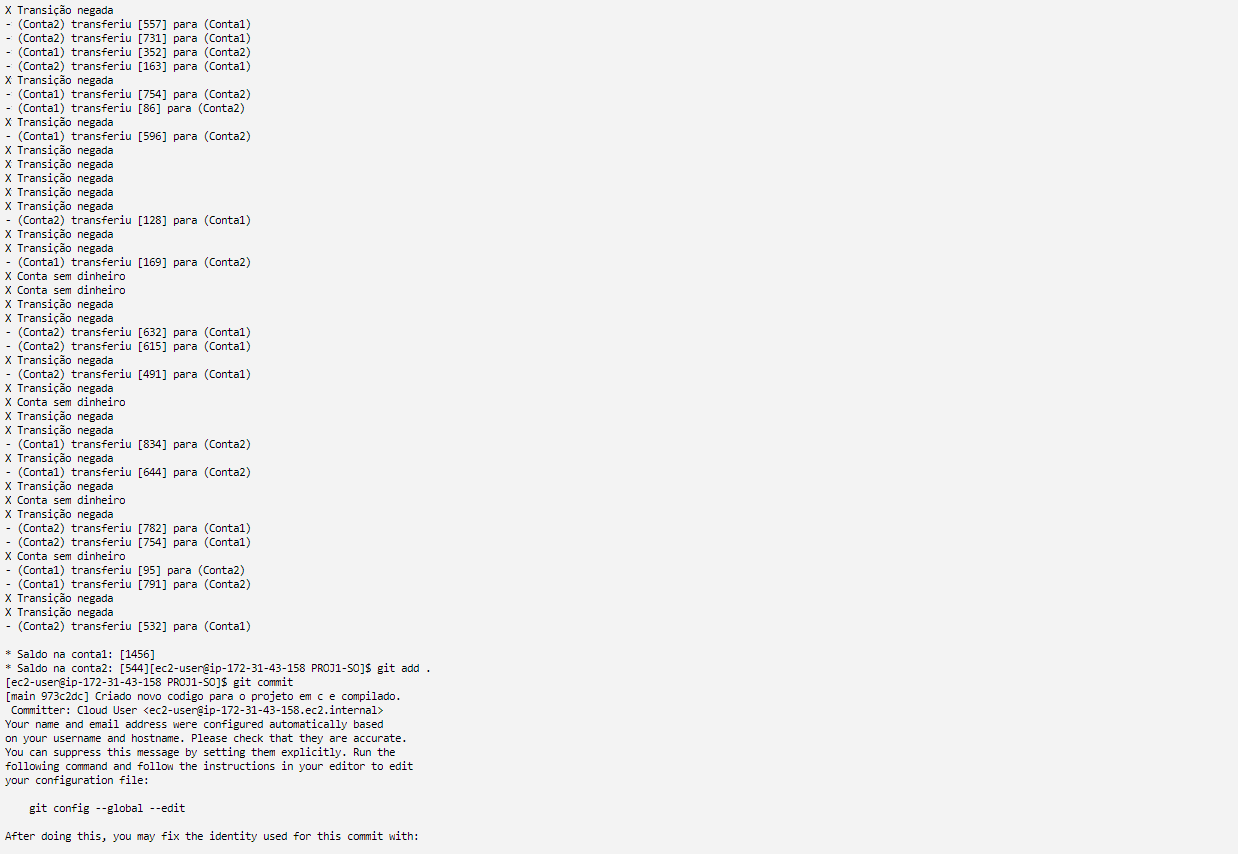 X Transição negada
- (Conta2) transferiu [557] para (Conta1)
- (Conta2) transferiu [731] para (Conta1)
- (Conta1) transferiu [352] para (Conta2)
- (Conta2) transferiu [163] para (Conta1)
X Transição negada
- (Conta1) transferiu [754] para (Conta2)
- (Conta1) transferiu [86] para (Conta2)
X Transição negada
- (Conta1) transferiu [596] para (Conta2)
X Transição negada
X Transição negada
X Transição negada
X Transição negada
X Transição negada
- (Conta2) transferiu [128] para (Conta1)
X Transição negada
X Transição negada
- (Conta1) transferiu [169] para (Conta2)
X Conta sem dinheiro
X Conta sem dinheiro
X Transição negada
X Transição negada
- (Conta2) transferiu [632] para (Conta1)
- (Conta2) transferiu [615] para (Conta1)
X Transição negada
- (Conta2) transferiu [491] para (Conta1)
X Transição negada
X Conta sem dinheiro
X Transição negada
X Transição negada
- (Conta1) transferiu [834] para (Conta2)
X Transição negada
- (Conta1) transferiu [644] para (Conta2)
X Transição negada
X Conta sem dinheiro
X Transição negada
- (Conta2) transferiu [782] para (Conta1)
- (Conta2) transferiu [754] para (Conta1)
X Conta sem dinheiro
- (Conta1) transferiu [95] para (Conta2)
- (Conta1) transferiu [791] para (Conta2)
X Transição negada
X Transição negada
- (Conta2) transferiu [532] para (Conta1)
* Saldo na conta1: [1456]
* Saldo na conta2: [544][ec2-user@ip-172-31-43-158 PROJ1-SO]$ git add .
[ec2-user@ip-172-31-43-158 PROJ1-SO]$ git commit
[main 973c2dc] Criado novo codigo para o projeto em c e compilado.
Committer: Cloud User <ec2-user@ip-172-31-43-158.ec2.internal>
Your name and email address were configured automatically based
on your username and hostname. Please check that they are accurate.
You can suppress this message by setting them explicitly. Run the
following command and follow the instructions in your editor to edit
your configuration file:
git config --global --edit
After doing this, you may fix the identity used for this commit with: